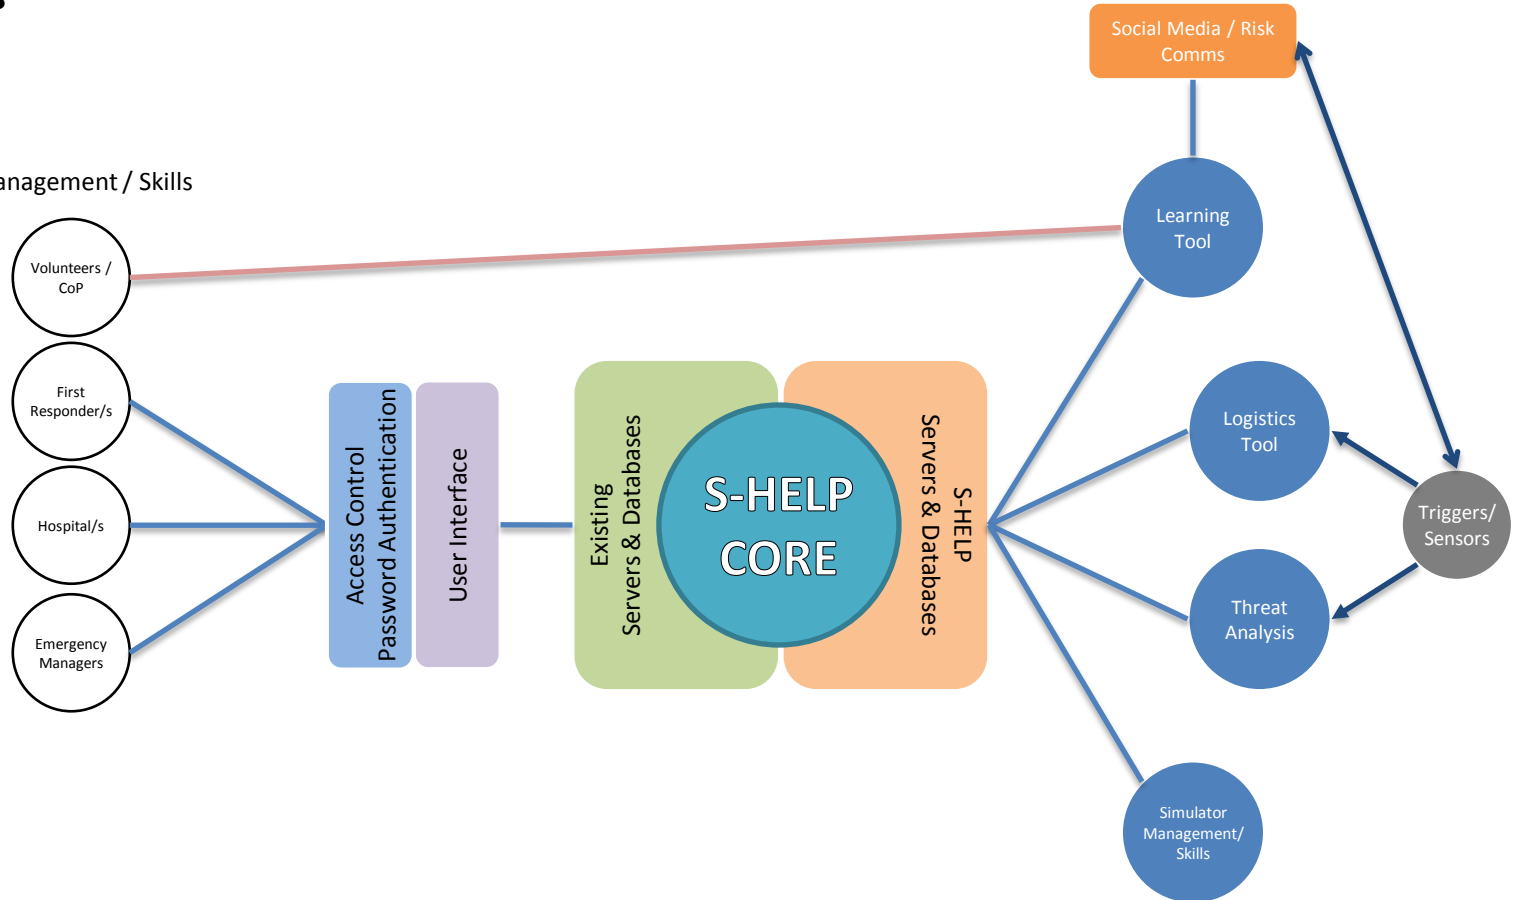 Social Media / Risk
Comms
Management / Skills
Learning
Tool
Volunteers /
CoP
First
Responder/s
Hospital/s
Emergency
Managers
Access Control
Password Authentication
User Interface
Existing
Servers & Databases
S-HELP
CORE
S-HELP
Servers & Databases
Logistics
Tool
Triggers/
Sensors
Threat
Analysis
Simulator
Management/
Skills